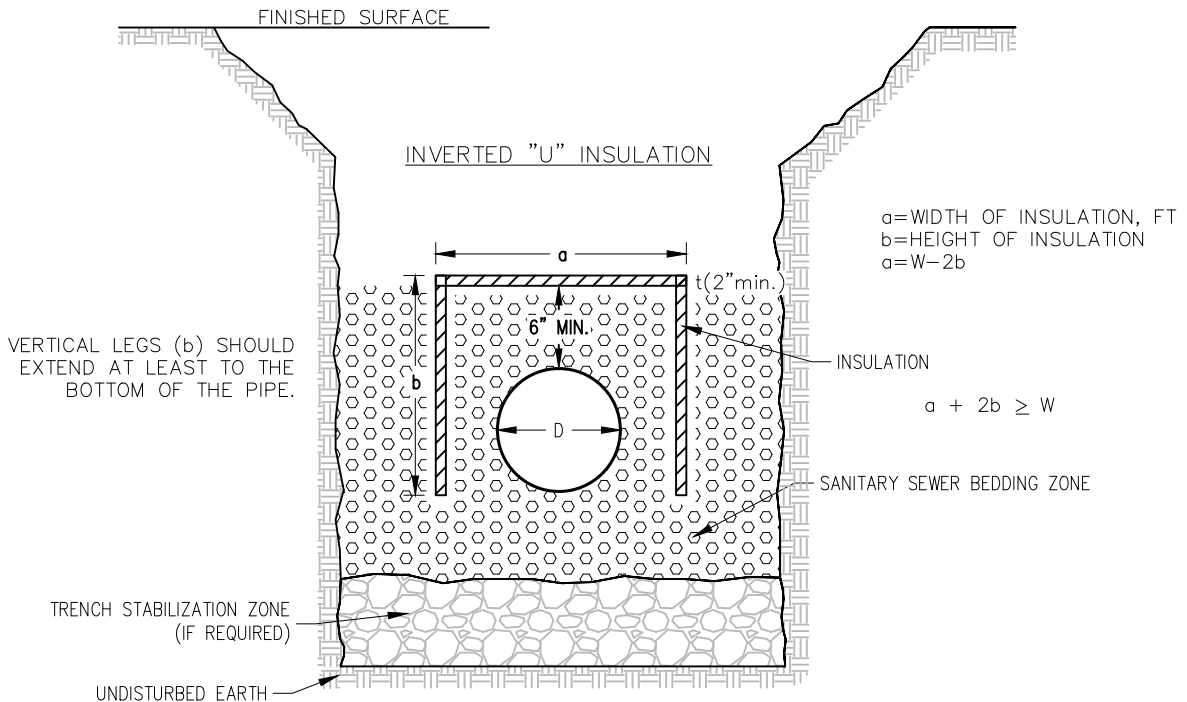 FINISHED SURFACE
INVERTED "U" INSULATION
a=WIDTH OF INSULATION, FT
b=HEIGHT OF INSULATION
a=W-2b
a
t(2"min.)
6" MIN.
VERTICAL LEGS (b) SHOULD
EXTEND AT LEAST TO THE
BOTTOM OF THE PIPE.
b
INSULATION
a + 2b ≥ W
D
SANITARY SEWER BEDDING ZONE
TRENCH STABILIZATION ZONE
(IF REQUIRED)
UNDISTURBED EARTH